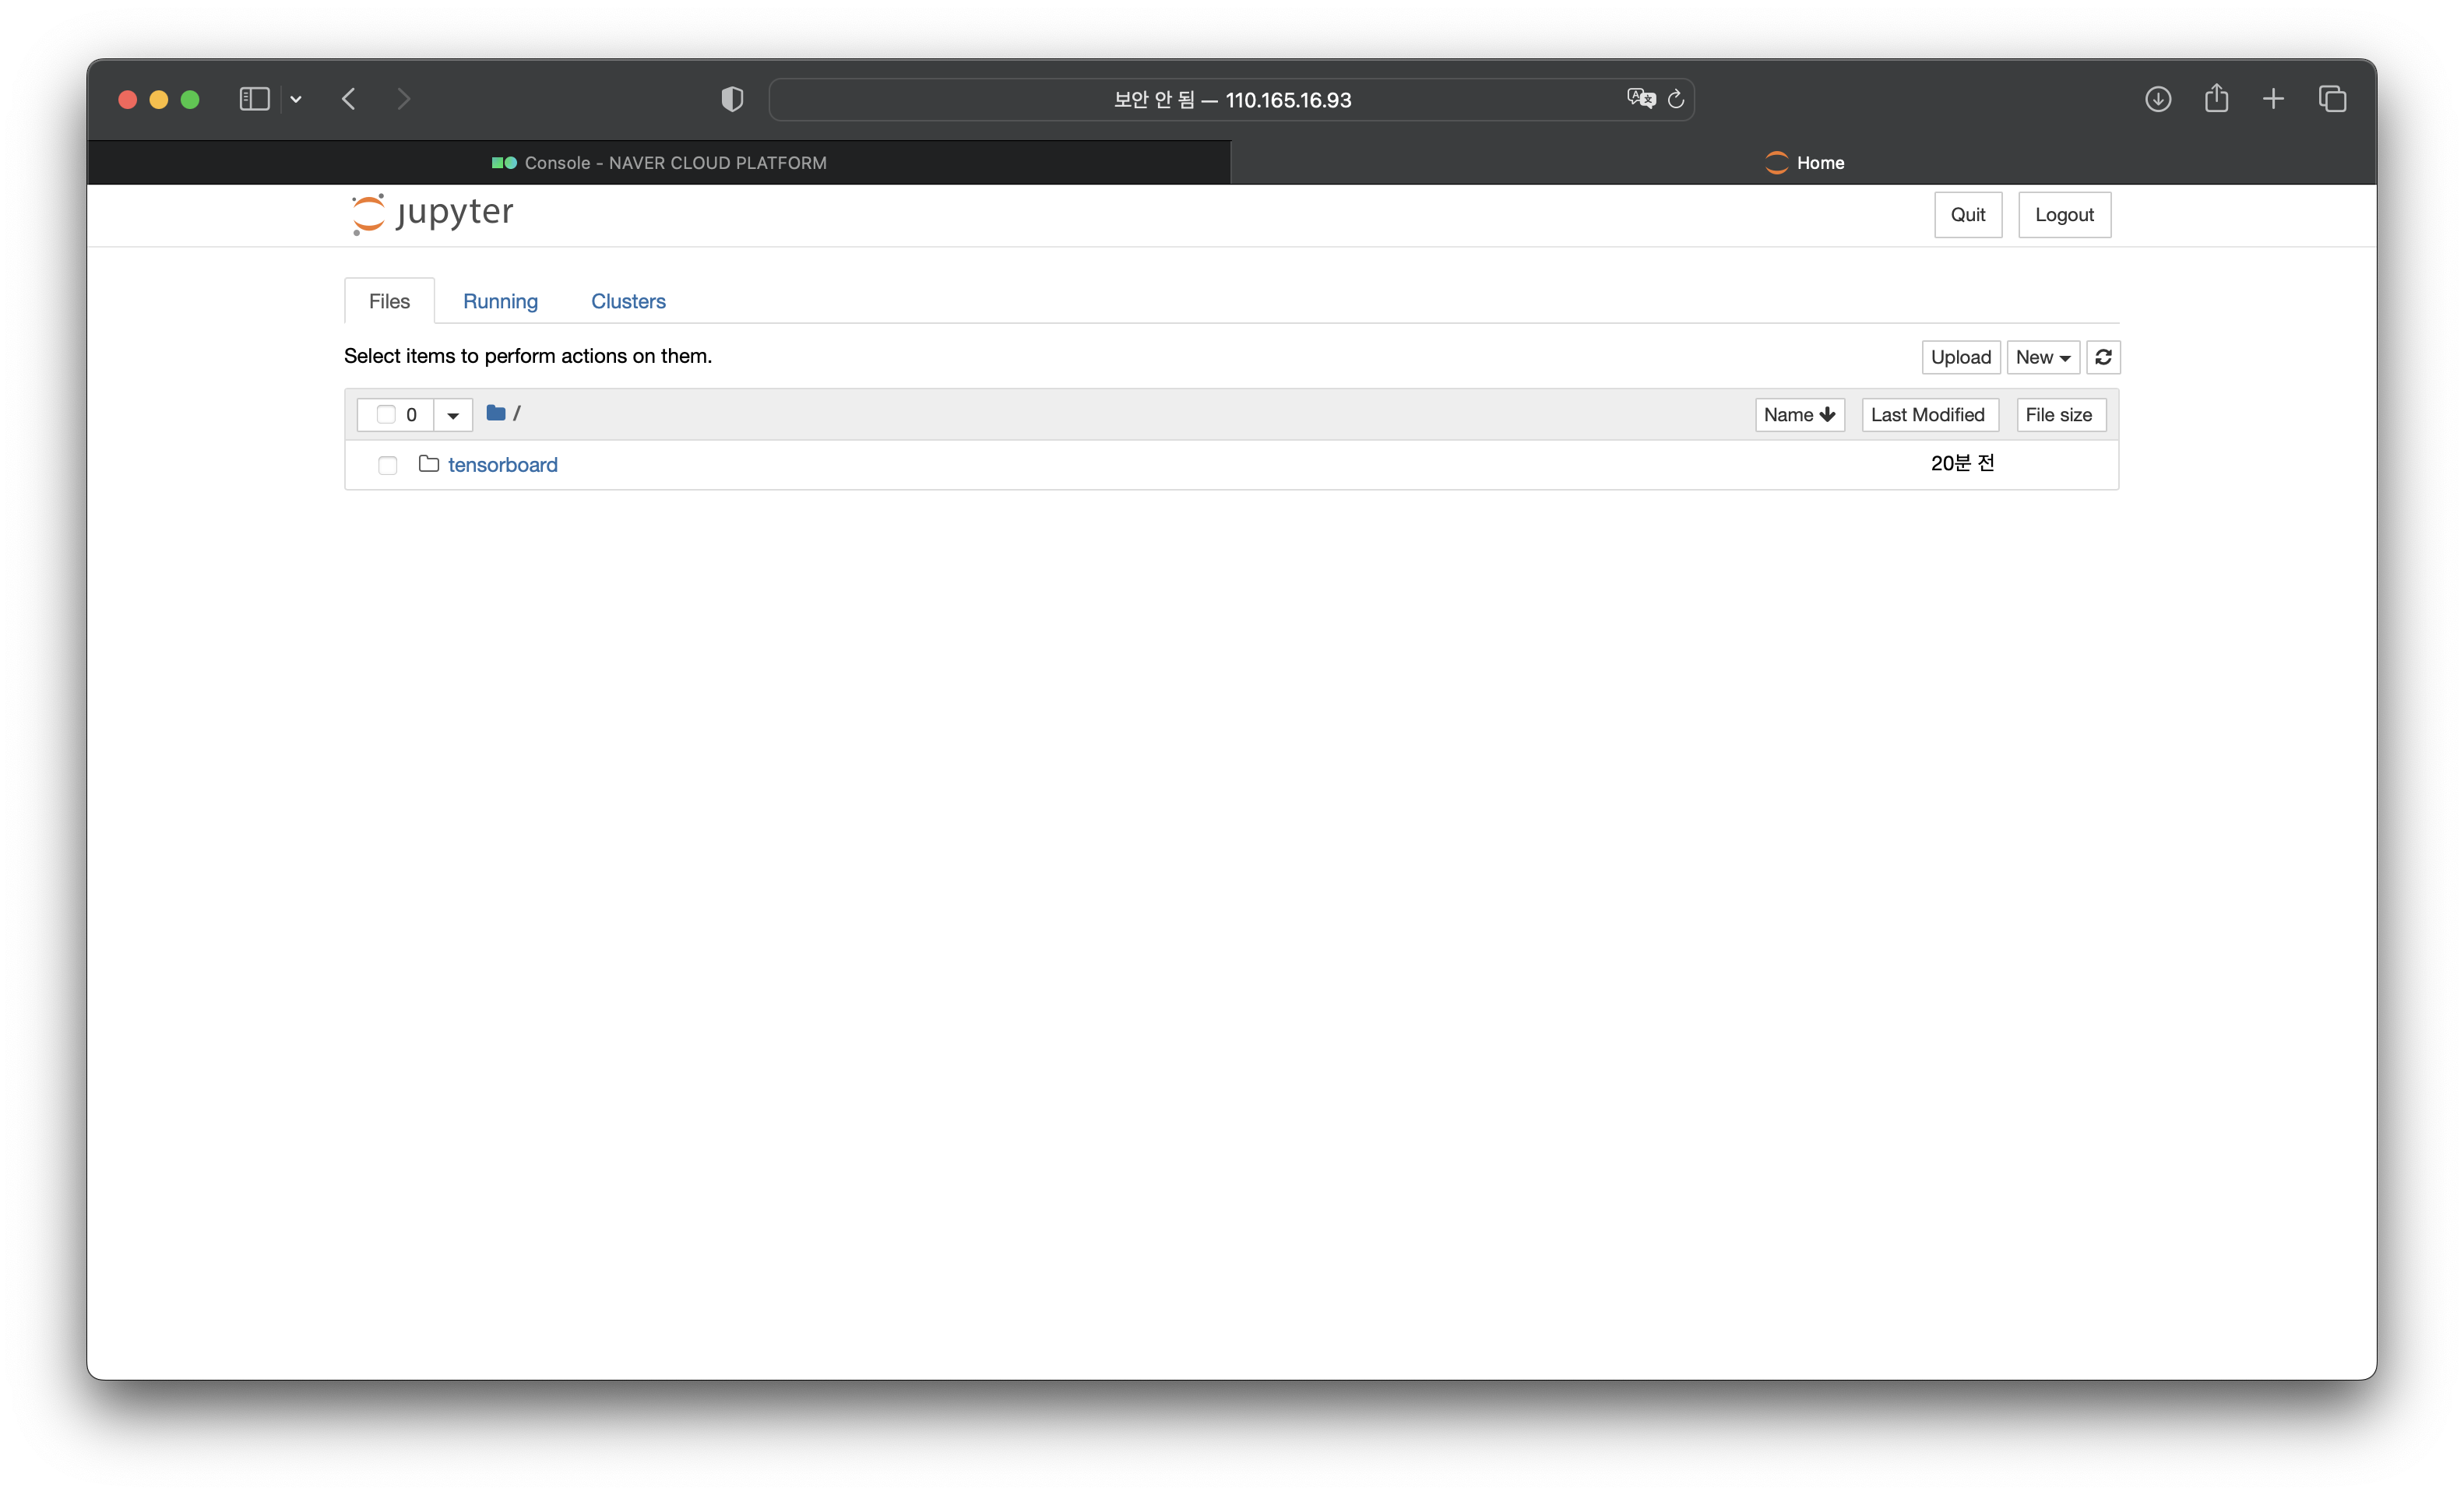 보안 안 됨 — 110.165.16.93
Console - NAVER CLOUD PLATFORM
Home
jupyter
Quit
Logout
Files
Running
Clusters
Select items to perform actions on them.
Upload
New
0
/
Name
Last Modified
File size
tensorboard
20분 전